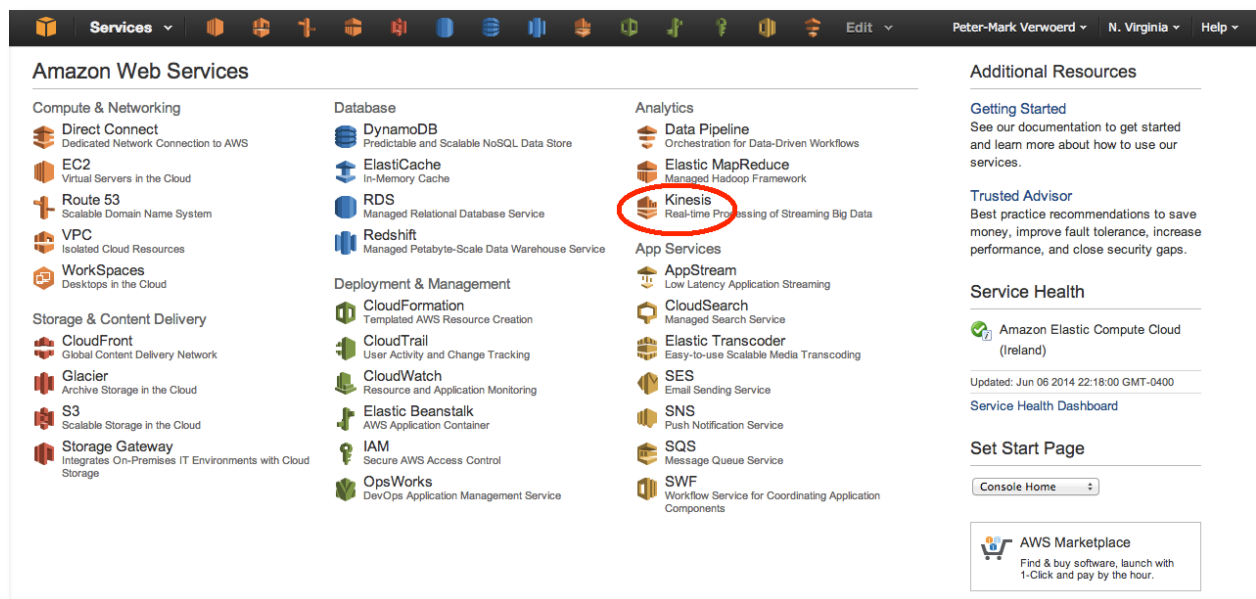 Services
Edit
Peter-Mark Verwoerd
N. Virginia
Help
Amazon Web Services
Compute & Networking
Direct Connect
Dedicated Network Connection to AWS
EC2
Virtual Servers in the Cloud
Route 53
Scalable Domain Name System
VPC
Isolated Cloud Resources
WorkSpaces
Desktops in the Cloud
Storage & Content Delivery
CloudFront
Global Content Delivery Network
Glacier
Archive Storage in the Cloud
S3
Scalable Storage in the Cloud
Storage Gateway
Integrates On-Premises IT Environments with Cloud
Storage
Database
DynamoDB
Predictable and Scalable NoSQL Data Store
ElastiCache
In-Memory Cache
RDS
Managed Relational Database Service
Redshift
Managed Petabyte-Scale Data Warehouse Service
Deployment & Management
CloudFormation
Templated AWS Resource Creation
CloudTrail
User Activity and Change Tracking
CloudWatch
Resource and Application Monitoring
Elastic Beanstalk
AWS Application Container
IAM
Secure AWS Access Control
OpsWorks
DevOps Application Management Service
Analytics
Data Pipeline
Orchestration for Data-Driven Workflows
Elastic MapReduce
Managed Hadoop Framework
Kinesis
Real-time Processing of Streaming Big Data
App Services
AppStream
Low Latency Application Streaming
CloudSearch
Managed Search Service
Elastic Transcoder
Easy-to-use Scalable Media Transcoding
SES
Email Sending Service
SNS
Push Notification Service
SQS
Message Queue Service
SWF
Workflow Service for Coordinating Application
Components
Additional Resources
Getting Started
See our documentation to get started
and learn more about how to use our
services.
Trusted Advisor
Best practice recommendations to save
money, improve fault tolerance, increase
performance, and close security gaps.
Service Health
Amazon Elastic Compute Cloud
(Ireland)
Updated: Jun 06 2014 22:18:00 GMT-0400
Service Health Dashboard
Set Start Page
Console Home
AWS Marketplace
Find & buy software, launch with
1-Click and pay by the hour.